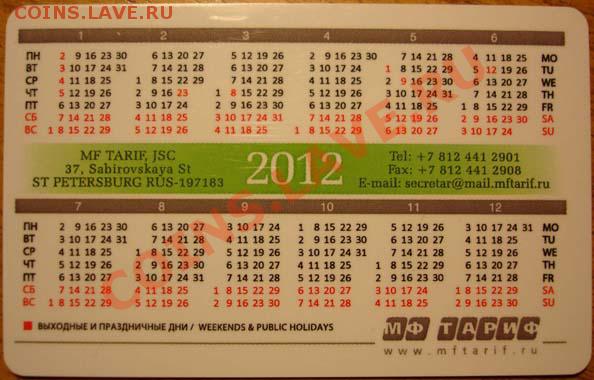 COINS.LAVE.RU
1 2 3 4 5 6
ПН 2 9 16 23 30 6 13 20 27 5 12 19 26 2 9 16 23 30 7 14 21 28 4 11 18 25 MO
ВТ 3 10 17 24 31 7 14 21 28 6 13 20 27 3 10 17 24 1 8 15 22 29 5 12 19 26 TU
СР 4 11 18 25 1 8 15 22 29 7 14 21 28 4 11 18 25 2 9 16 23 30 6 13 20 27 WE
ЧТ 5 12 19 26 2 9 16 23 1 8 15 22 29 5 12 19 26 3 10 17 24 31 7 14 21 28 TH
ПТ 6 13 20 27 3 10 17 24 2 9 16 23 30 6 13 20 27 4 11 18 25 1 8 15 22 29 FR
СБ 7 14 21 28 4 11 18 25 3 10 17 24 31 7 14 21 28 5 12 19 26 2 9 16 23 30 SA
ВС 1 8 15 22 29 5 12 19 26 4 11 18 25 1 8 15 22 29 6 13 20 27 3 10 17 24 SU
MF TARIF, JSC
37, Sabirovskaya St
ST PETERSBURG RUS-197183
2012
Tel: +7 812 441 2901
Fax: +7 812 441 2908
E-mail: secretar@mail.mftarif.ru
COINS.LAVE.RU
7 8 9 10 11 12
ПН 2 9 16 23 30 6 13 20 27 3 10 17 24 1 8 15 22 29 5 12 19 26 3 10 17 24 31 MO
ВТ 3 10 17 24 31 7 14 21 28 4 11 18 25 2 9 16 23 30 6 13 20 27 4 11 18 25 TU
СР 4 11 18 25 1 8 15 22 29 5 12 19 26 3 10 17 24 31 7 14 21 28 5 12 19 26 WE
ЧТ 5 12 19 26 2 9 16 23 30 6 13 20 27 4 11 18 25 1 8 15 22 29 6 13 20 27 TH
ПТ 6 13 20 27 3 10 17 24 31 7 14 21 28 5 12 19 26 2 9 16 23 30 7 14 21 28 FR
СБ 7 14 21 28 4 11 18 25 1 8 15 22 29 6 13 20 27 3 10 17 24 1 8 15 22 29 SA
ВС 1 8 15 22 29 5 12 19 26 2 9 16 23 30 7 14 21 28 4 11 18 25 2 9 16 23 30 SU
ВЫХОДНЫЕ И ПРАЗДНИЧНЫЕ ДНИ / WEEKENDS & PUBLIC HOLIDAYS
МФ ТАРИФ
www.mftarif.ru
COINS.LAVE.RU